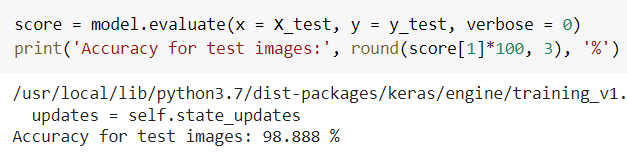 score = model.evaluate(x = X_test, y = y_test, verbose = 0)
print('Accuracy for test images:', round(score[1]*100, 3), '%')
/usr/local/lib/python3.7/dist-packages/keras/engine/training_v1.
  updates = self.state_updates
Accuracy for test images: 98.888 %